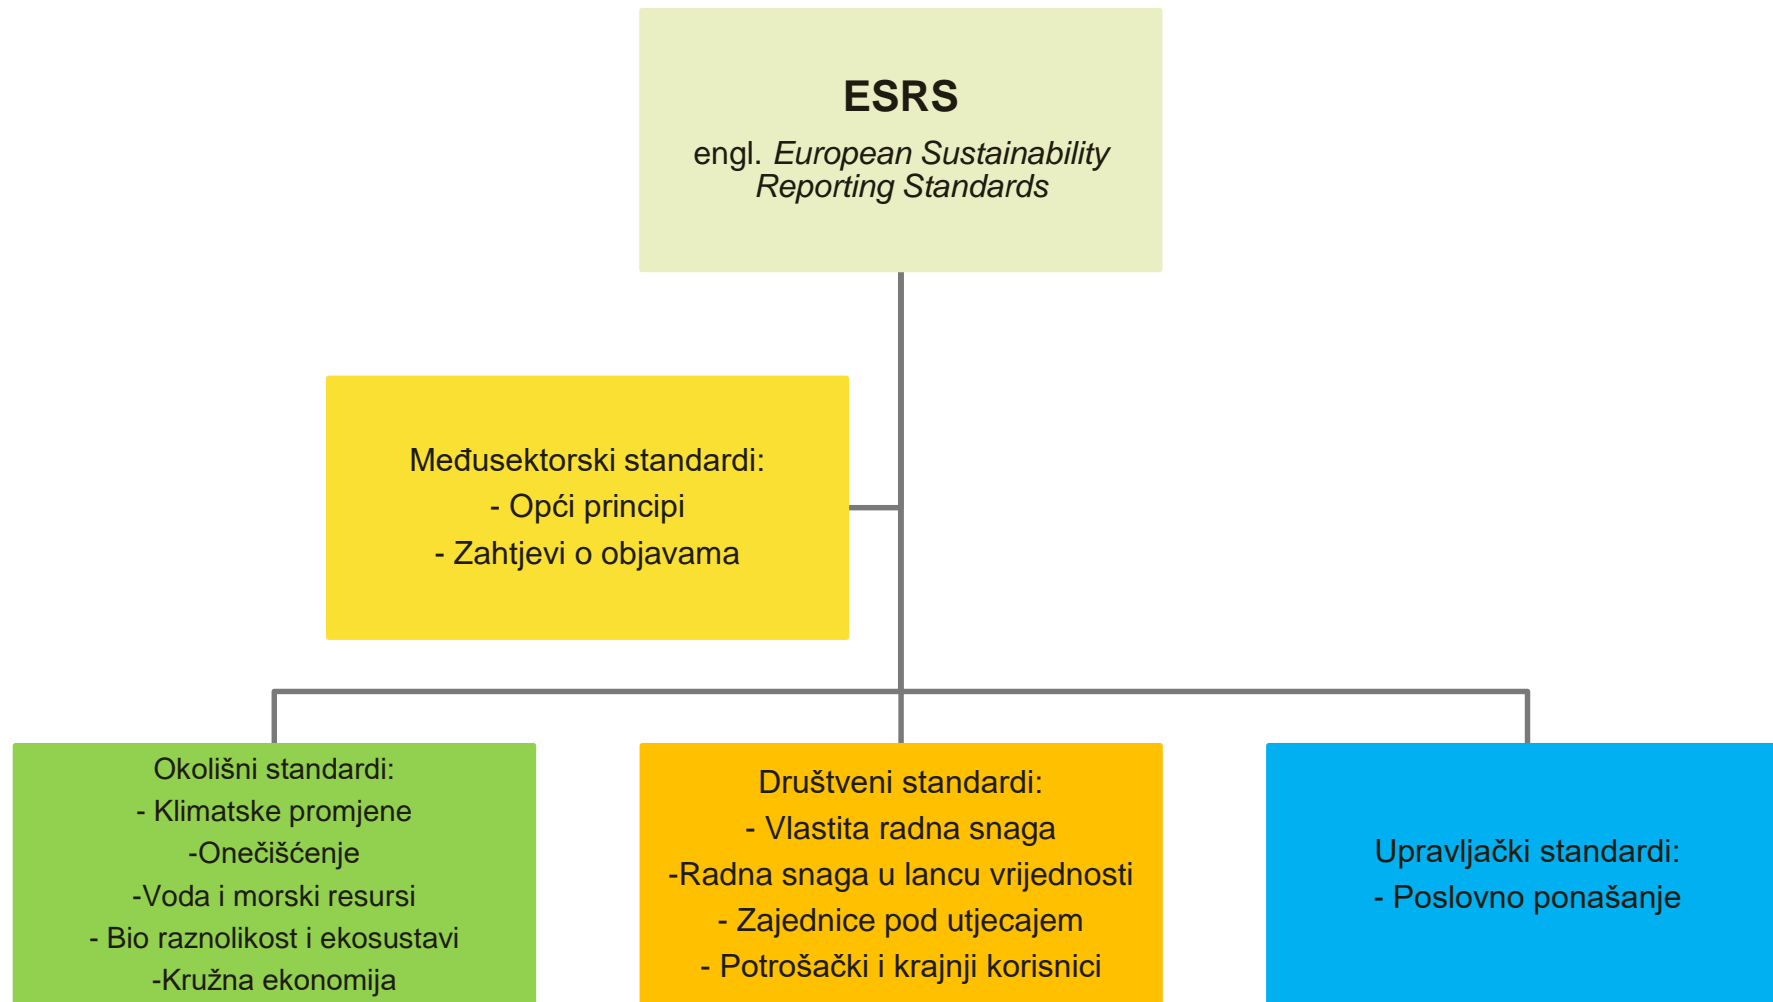 ESRS
engl. European Sustainability
Reporting Standards
Međusektorski standardi:
- Opći principi
- Zahtjevi o objavama
Okolišni standardi:
- Klimatske promjene
-Onečišćenje
-Voda i morski resursi
- Bio raznolikost i ekosustavi
-Kružna ekonomija
Društveni standardi:
- Vlastita radna snaga
-Radna snaga u lancu vrijednosti
- Zajednice pod utjecajem
- Potrošački i krajnji korisnici
Upravljački standardi:
- Poslovno ponašanje